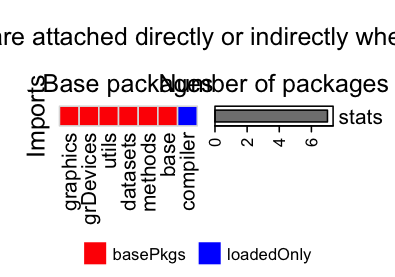 are attached directly or indirectly whe
Base packages
Number of packages
Imports
stats
graphics
grDevices
utils
datasets
methods
base
compiler
0 2 4 6
basePkgs
loadedOnly